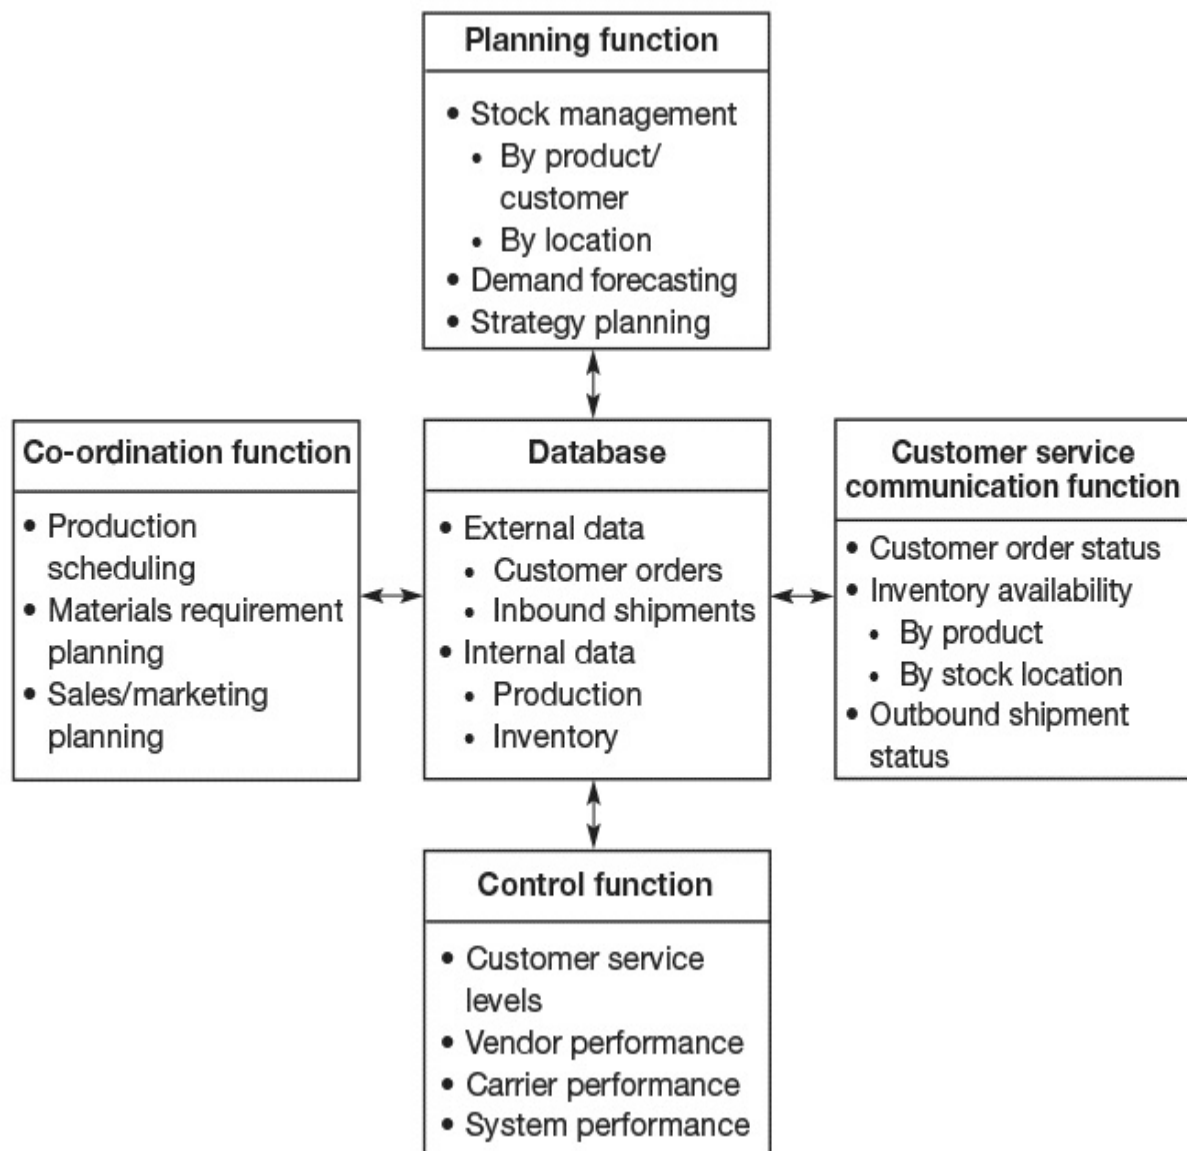 Planning function
• Stock management
• By product/
customer
• By location
• Demand forecasting
• Strategy planning
Co-ordination function
• Production
scheduling
• Materials requirement
planning
• Sales/marketing
planning
Database
• External data
• Customer orders
• Inbound shipments
• Internal data
• Production
• Inventory
Customer service
communication function
• Customer order status
• Inventory availability
• By product
• By stock location
• Outbound shipment
status
Control function
• Customer service
levels
• Vendor performance
• Carrier performance
• System performance